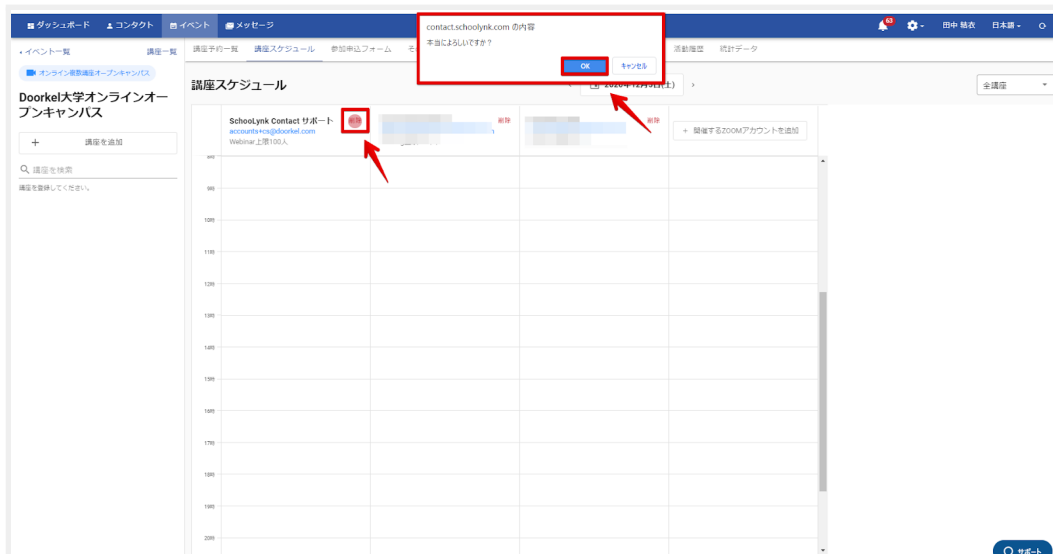 ダッシュボード
コンタクト
イベント
メッセージ
63
田中 結衣
日本語
contact.schoolynk.com の内容
本当によろしいですか？
OK
キャンセル
イベント一覧
講座一覧
講座予約一覧
講座スケジュール
参加申込フォーム
活動履歴
統計データ
オンライン複数講座オープンキャンパス
Doorkel大学オンラインオー
プンキャンパス
+ 講座を追加
講座を検索
講座を登録してください。
講座スケジュール
全講座
SchooLynk Contact サポート
accounts+cs@doorkel.com
Webinar上限100人
削除
削除
削除
+ 開催するZOOMアカウントを追加
9時
10時
11時
12時
13時
14時
15時
16時
17時
18時
19時
20時
サポート